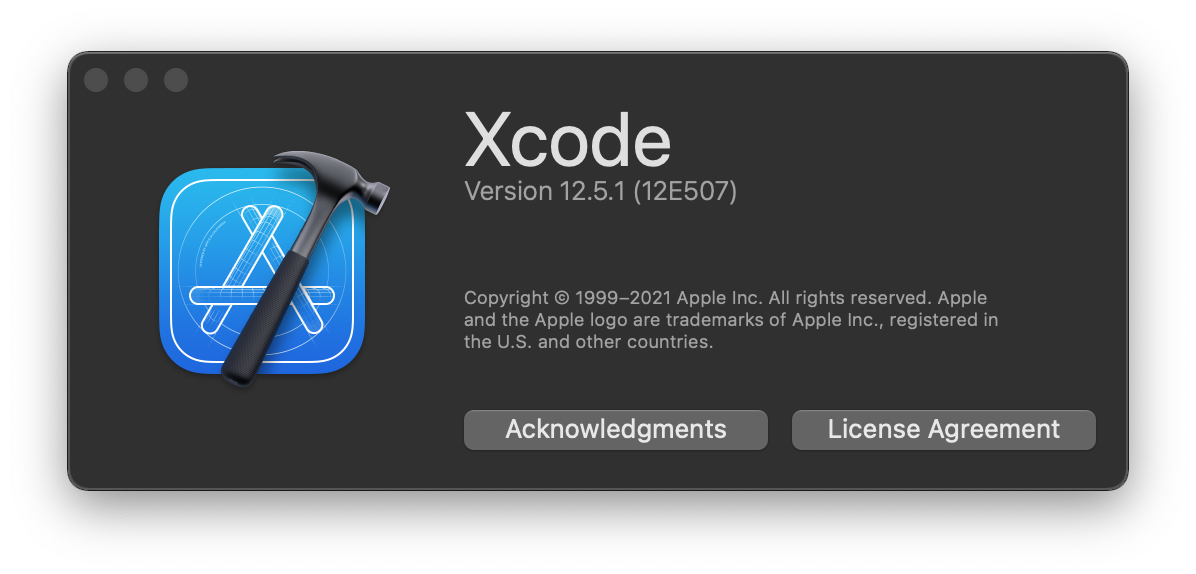 Xcode
Version 12.5.1 (12E507)
Copyright © 1999–2021 Apple Inc. All rights reserved. Apple
and the Apple logo are trademarks of Apple Inc., registered in
the U.S. and other countries.
Acknowledgments
License Agreement